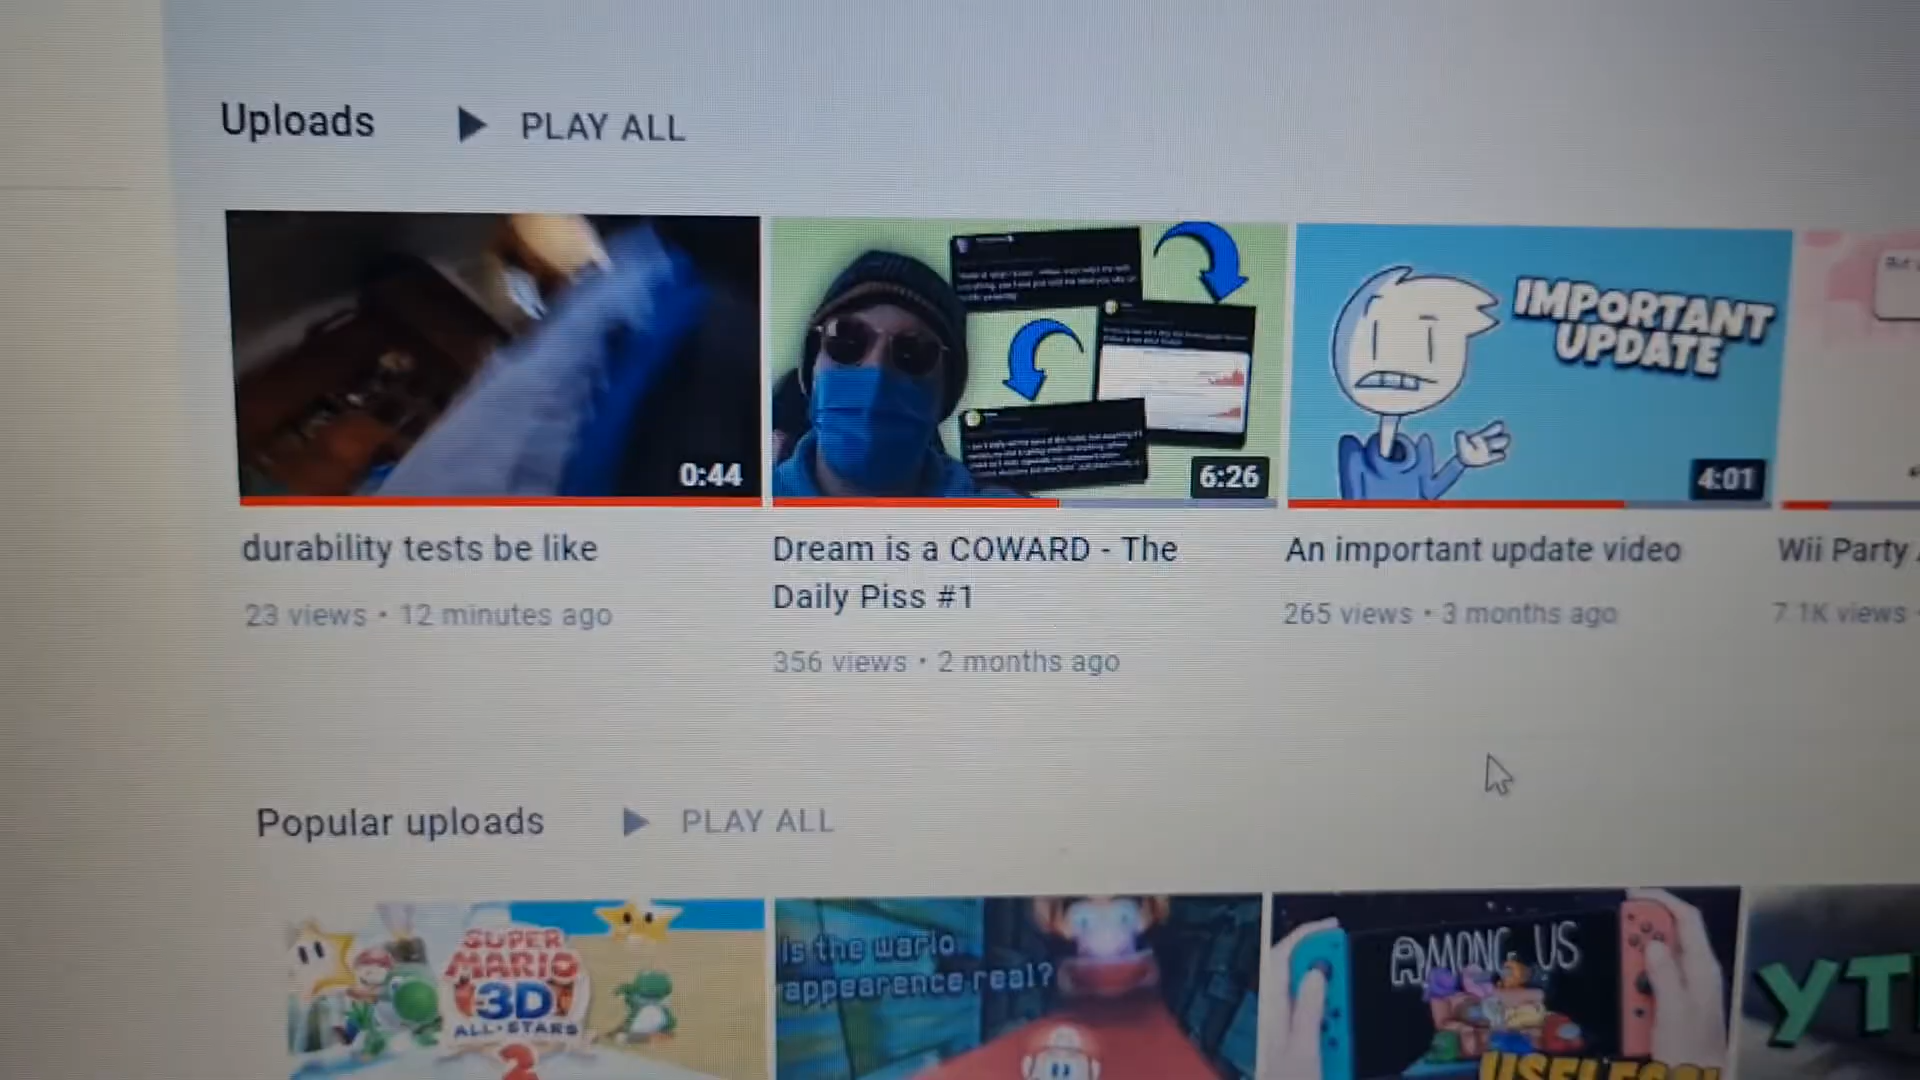 Uploads
PLAY ALL
0:44
6:26
IMPORTANT
UPDATE
4:01
durability tests be like
23 views • 12 minutes ago
Dream is a COWARD - The
Daily Piss #1
356 views • 2 months ago
An important update video
265 views • 3 months ago
Wii Party
7.1K views
Popular uploads
PLAY ALL
SUPER
MARIO
3D
ALL-STARS
2
Is the wario
appearence real?
AMONG US
USELESS!
YT